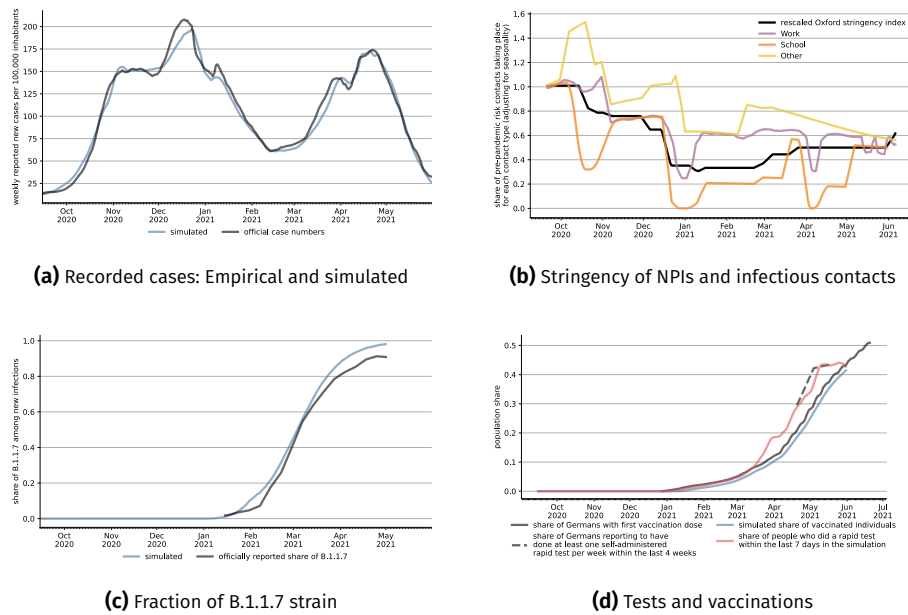 weekly reported new cases per 100,000 inhabitants
200
175
150
125
100
75
50
25
Oct
2020
Nov
2020
Dec
2020
Jan
2021
Feb
2021
Mar
2021
Apr
2021
May
2021
simulated
official case numbers
(a) Recorded cases: Empirical and simulated
share of pre-pandemic risk contacts taking place
for each contact type (adjusting for seasonality)
1.6
1.4
1.2
1.0
0.8
0.6
0.4
0.2
0.0
rescaled Oxford stringency index
Work
School
Other
Oct
2020
Nov
2020
Dec
2020
Jan
2021
Feb
2021
Mar
2021
Apr
2021
May
2021
Jun
2021
(b) Stringency of NPIs and infectious contacts
share of B.1.1.7 among new infections
1.0
0.8
0.6
0.4
0.2
0.0
Oct
2020
Nov
2020
Dec
2020
Jan
2021
Feb
2021
Mar
2021
Apr
2021
May
2021
simulated
officially reported share of B.1.1.7
(c) Fraction of B.1.1.7 strain
population share
0.5
0.4
0.3
0.2
0.1
0.0
Oct
2020
Nov
2020
Dec
2020
Jan
2021
Feb
2021
Mar
2021
Apr
2021
May
2021
Jun
2021
Jul
2021
share of Germans with first vaccination dose
share of Germans reporting to have
done at least one self-administered
rapid test per week within the last 4 weeks
simulated share of vaccinated individuals
share of people who did a rapid test
within the last 7 days in the simulation
(d) Tests and vaccinations